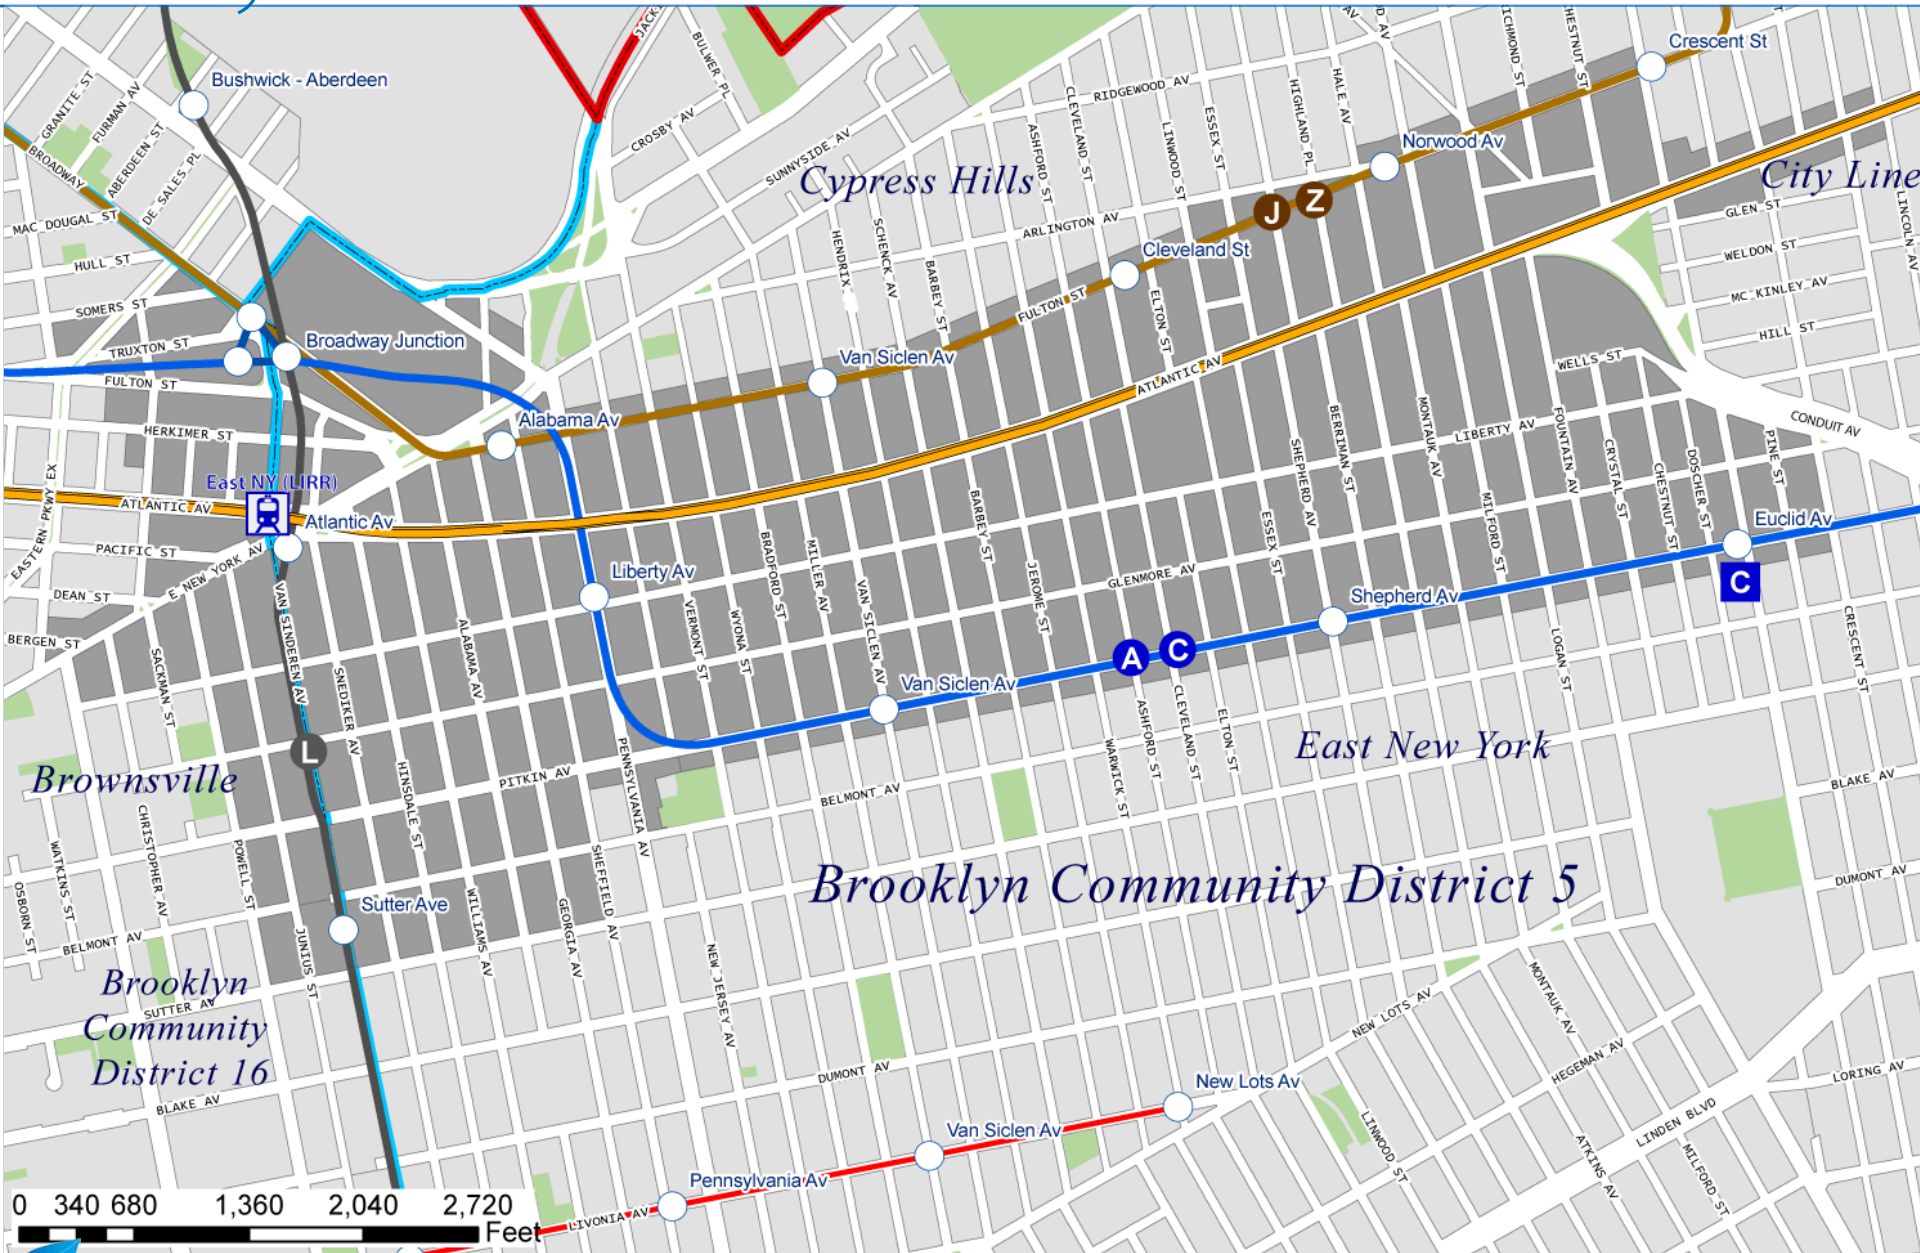 Bushwick - Aberdeen
Crescent St
JACK
BULWER PL
RICHMOND ST
CHESTNUT ST
GRANITE ST
FURMAN AV
ABERDEEN ST
DE SALES PL
BROADWAY
CROSBY AV
SUNNYSIDE AV
RIDGEWOOD AV
CLEVELAND ST
ASHFORD ST
LINWOOD ST
ESSEX ST
HIGHLAND PL
HALE AV
Norwood Av
Cypress Hills
City Line
MAC DOUGAL ST
HULL ST
SOMERS ST
TRUXTON ST
FULTON ST
HERKIMER ST
Broadway Junction
HENDRIX
SCHENCK AV
BARBEY ST
ARLINGTON AV
J
Z
Cleveland St
GLEN ST
WELDON ST
MC KINLEY AV
HILL ST
LINCOLN AV
FULTON ST
ELTON ST
Van Siclen Av
ATLANTIC AV
WELLS ST
CONDUIT AV
Alabama Av
East NY (LIRR)
ATLANTIC AV
Atlantic Av
EASTERN PKWY EX
PACIFIC ST
E NEW YORK AV
DEAN ST
BERGEN ST
MONTAUK AV
BERRIMAN ST
SHEPHERD AV
LIBERTY AV
FOUNTAIN AV
CRYSTAL ST
CHESTNUT ST
DOSCHER ST
PINE ST
MILFORD ST
Euclid Av
C
BARBEY ST
ESSEX ST
Liberty Av
BRADFORD ST
MILLER AV
VAN SICLEN AV
VERMONT ST
WYONA ST
JEROME ST
GLENMORE AV
Shepherd Av
A
C
LOGAN ST
CRESCENT ST
VAN SINDEREN AV
SACKMAN ST
SNEDIKER AV
ALABAMA AV
Van Siclen Av
L
Brownsville
HINSDALE ST
PITKIN AV
PENNSYLVANIA AV
BELMONT AV
WARWICK ST
ASHFORD ST
CLEVELAND ST
ELTON ST
East New York
BLAKE AV
WATKINS ST
OSBORN ST
CHRISTOPHER AV
POWELL ST
SHEFFIELD AV
Brooklyn Community District 5
DUMONT AV
Sutter Ave
BELMONT AV
JUNIUS ST
WILLIAMS AV
GEORGIA AV
NEW JERSEY AV
Brooklyn
Community
District 16
SUTTER AV
BLAKE AV
DUMONT AV
NEW LOTS AV
MONTAUK AV
HEGEMAN AV
LORING AV
LINDEN BLVD
New Lots Av
Van Siclen Av
Pennsylvania Av
LINWOOD ST
ATKINS AV
MILFORD ST
LIVONIA AV
0 340 680 1,360 2,040 2,720
Feet